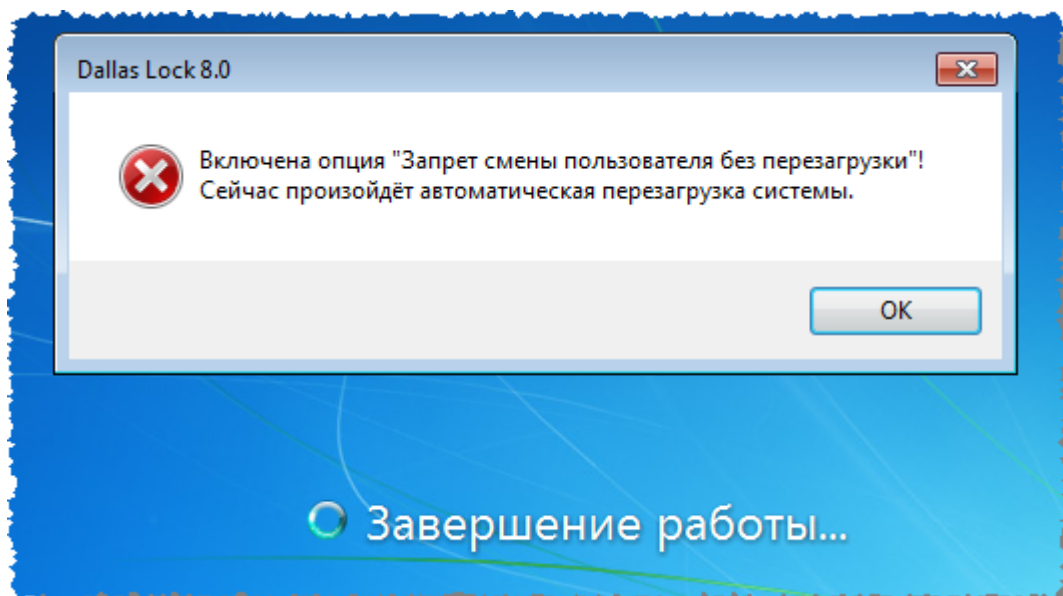 Dallas Lock 8.0
Включена опция "Запрет смены пользователя без перезагрузки"!
Сейчас произойдёт автоматическая перезагрузка системы.
OK
Завершение работы...